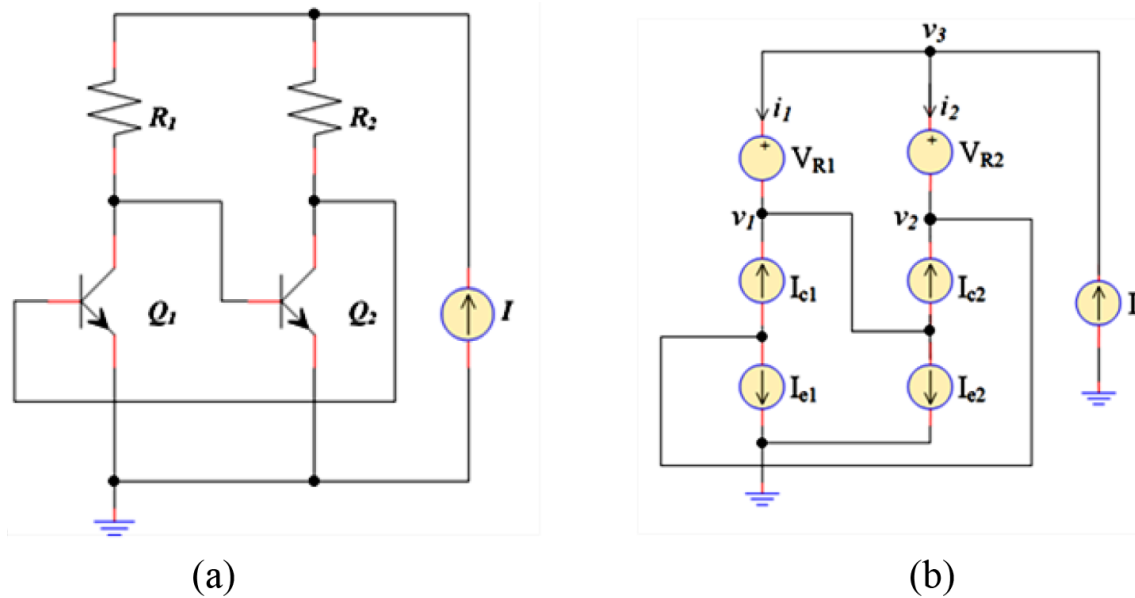 R1
R2
Q1
Q2
I
(a)
v3
i1
i2
+
VR1
+
VR2
v1
v2
Ic1
Ic2
I
Ie1
Ie2
(b)